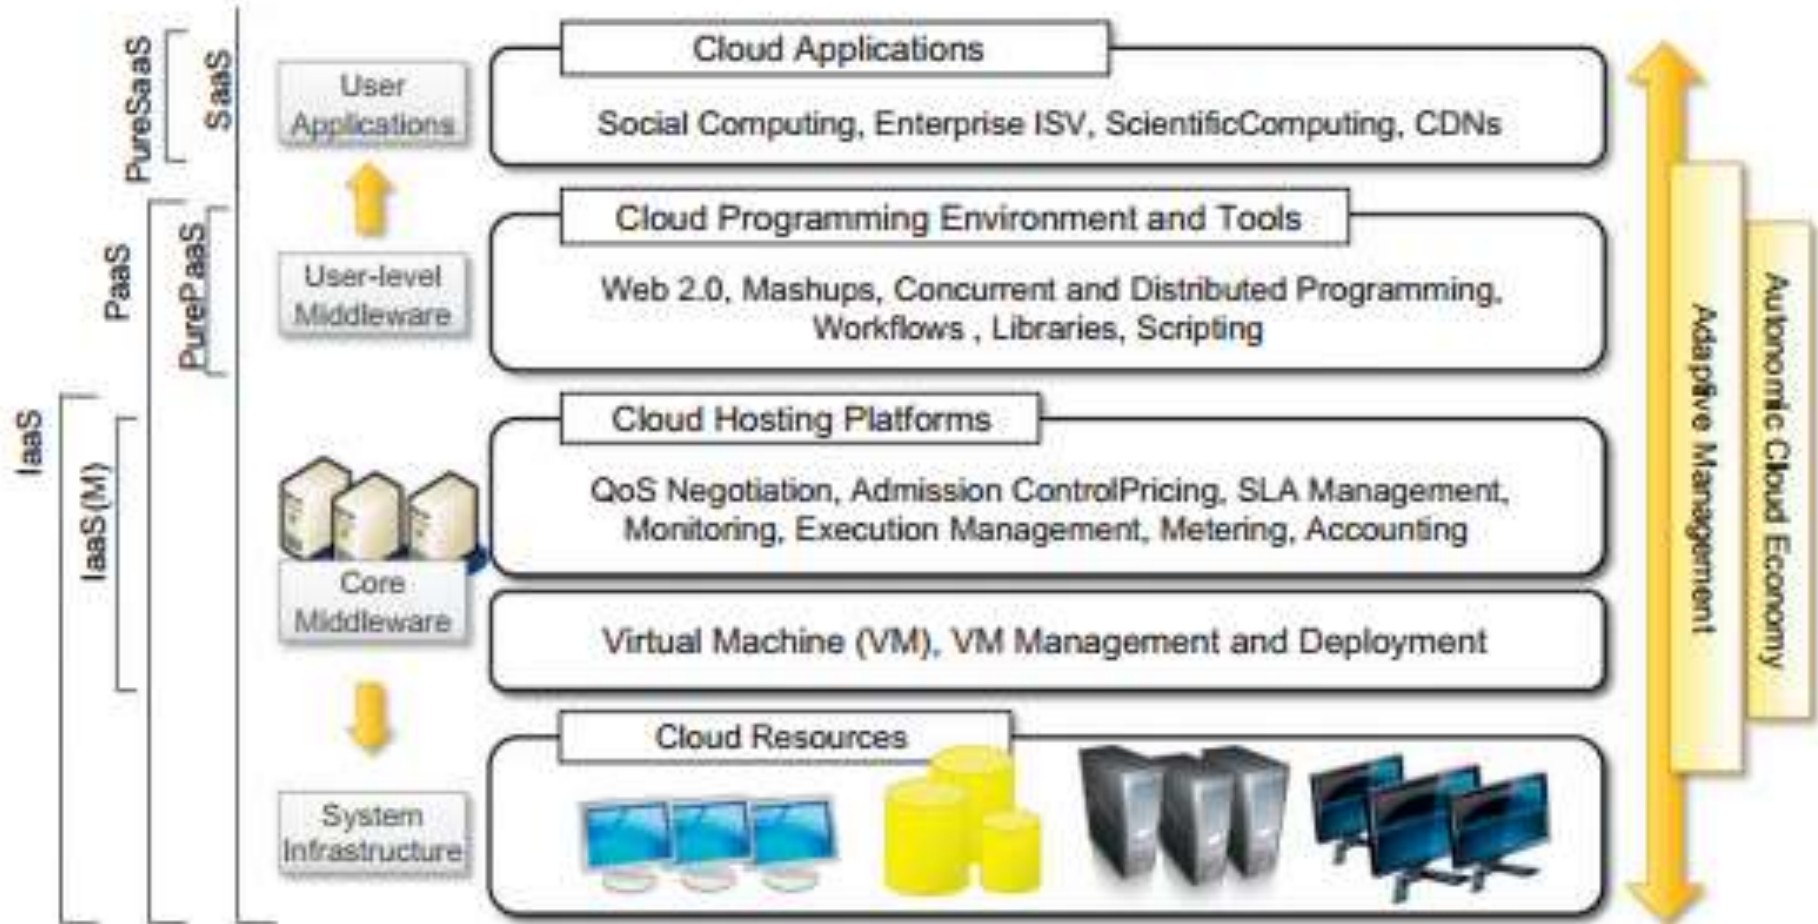 PureSaaS
SaaS
User
Applications
Cloud Applications
Social Computing, Enterprise ISV, ScientificComputing, CDNs
PaaS
PurePaaS
User-level
Middleware
Cloud Programming Environment and Tools
Web 2.0, Mashups, Concurrent and Distributed Programming,
Workflows , Libraries, Scripting
IaaS
IaaS(M)
Core
Middleware
Cloud Hosting Platforms
QoS Negotiation, Admission ControlPricing, SLA Management,
Monitoring, Execution Management, Metering, Accounting
Virtual Machine (VM), VM Management and Deployment
System
Infrastructure
Cloud Resources
Adaptive Management
Autonomic Cloud Economy